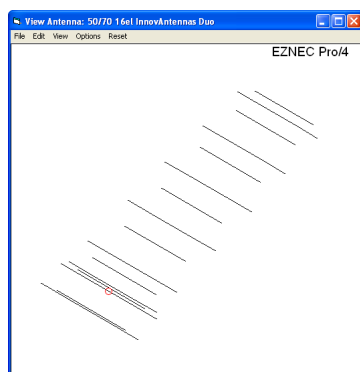 View Antenna: 50/70 16el InnovAntennas Duo
File Edit View Options Reset
EZNEC Pro/4